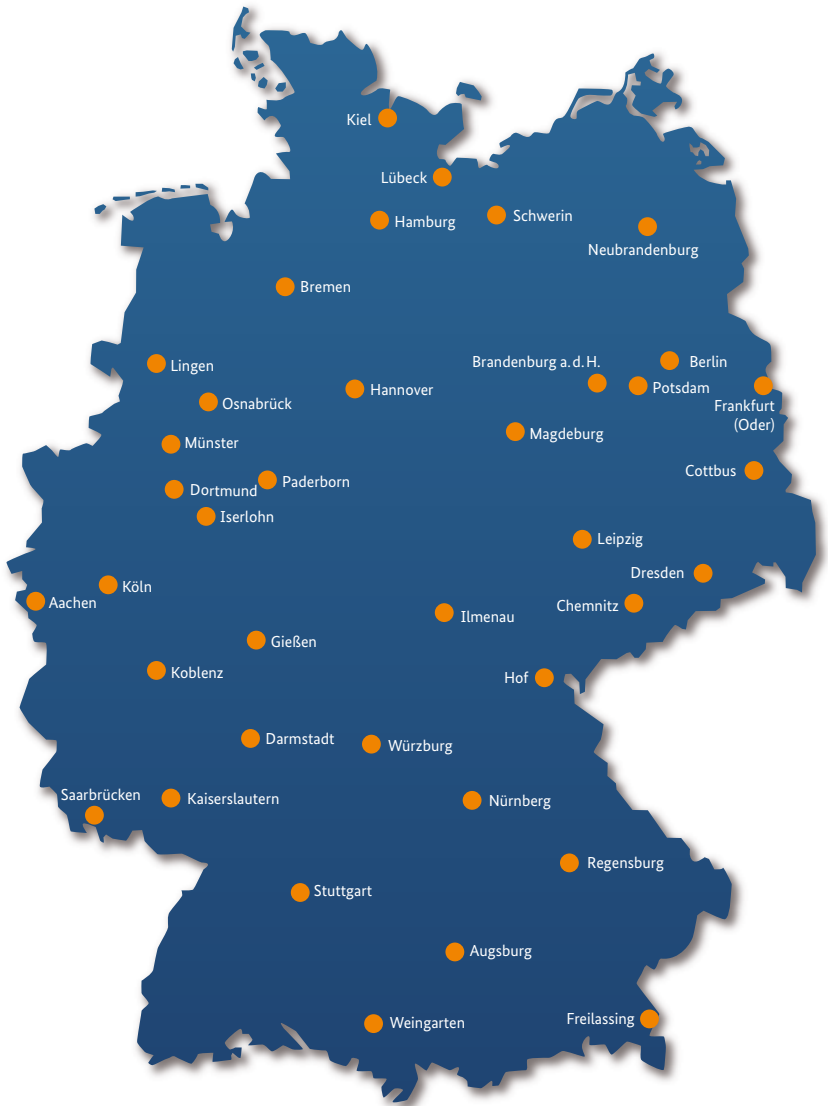 Kiel
Lübeck
Hamburg
Schwerin
Neubrandenburg
Bremen
Lingen
Osnabrück
Hannover
Brandenburg a.d.H.
Berlin
Potsdam
Frankfurt
(Oder)
Münster
Magdeburg
Cottbus
Dortmund
Paderborn
Iserlohn
Leipzig
Dresden
Köln
Aachen
Chemnitz
Ilmenau
Gießen
Koblenz
Hof
Darmstadt
Würzburg
Saarbrücken
Kaiserslautern
Nürnberg
Regensburg
Stuttgart
Augsburg
Weingarten
Freilassing